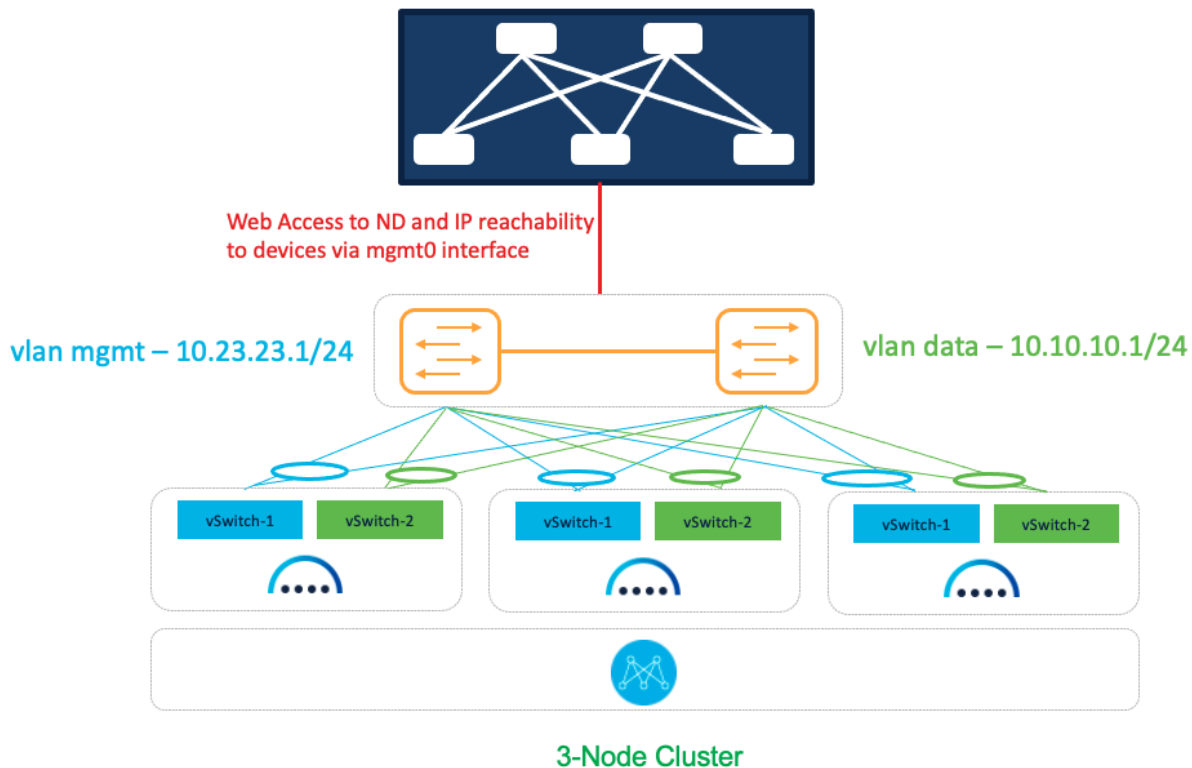 Web Access to ND and IP reachability
to devices via mgmt0 interface
vlan mgmt – 10.23.23.1/24
vlan data – 10.10.10.1/24
vSwitch-1
vSwitch-2
vSwitch-1
vSwitch-2
vSwitch-1
vSwitch-2
3-Node Cluster